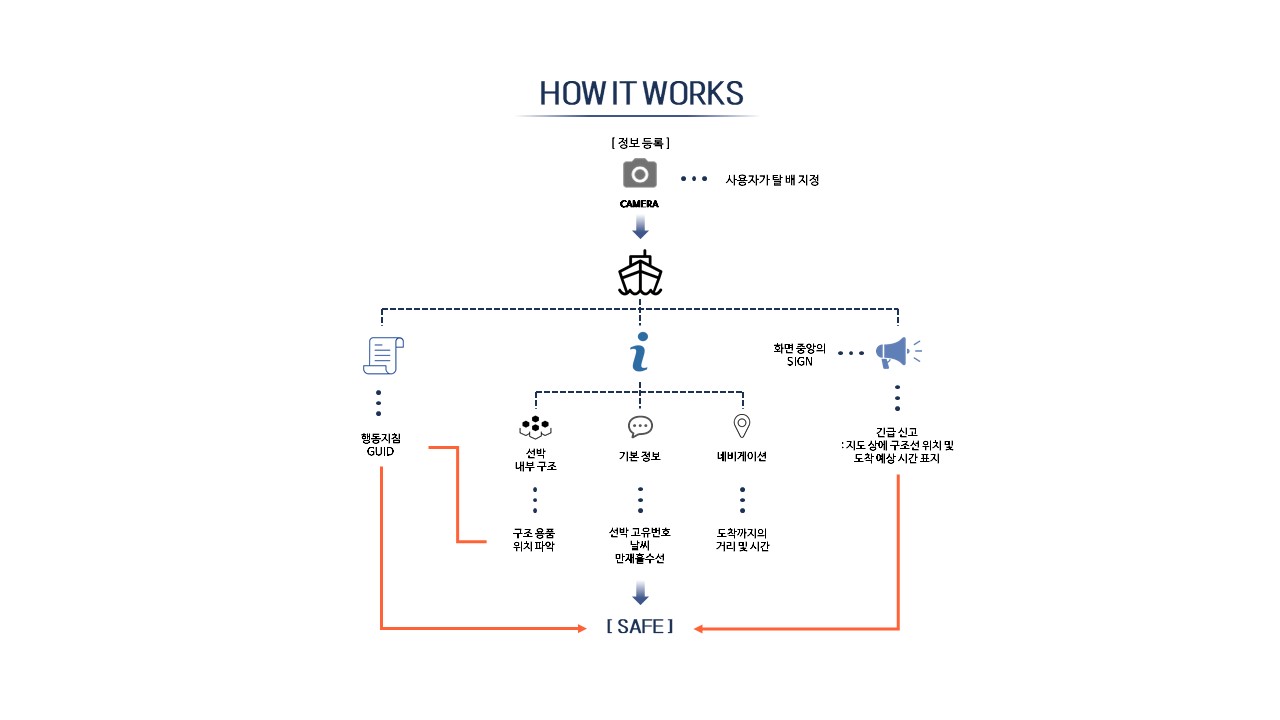 HOW IT WORKS
[ 정보 등록 ]
사용자가 탈 배 지정
CAMERA
화면 중앙의
SIGN
행동지침
GUID
선박
내부 구조
기본 정보
네비게이션
긴급 신고
: 지도 상에 구조선 위치 및
도착 예상 시간 표지
구조 용품
위치 파악
선박 고유번호
날씨
만재흘수선
도착까지의
거리 및 시간
[ SAFE ]